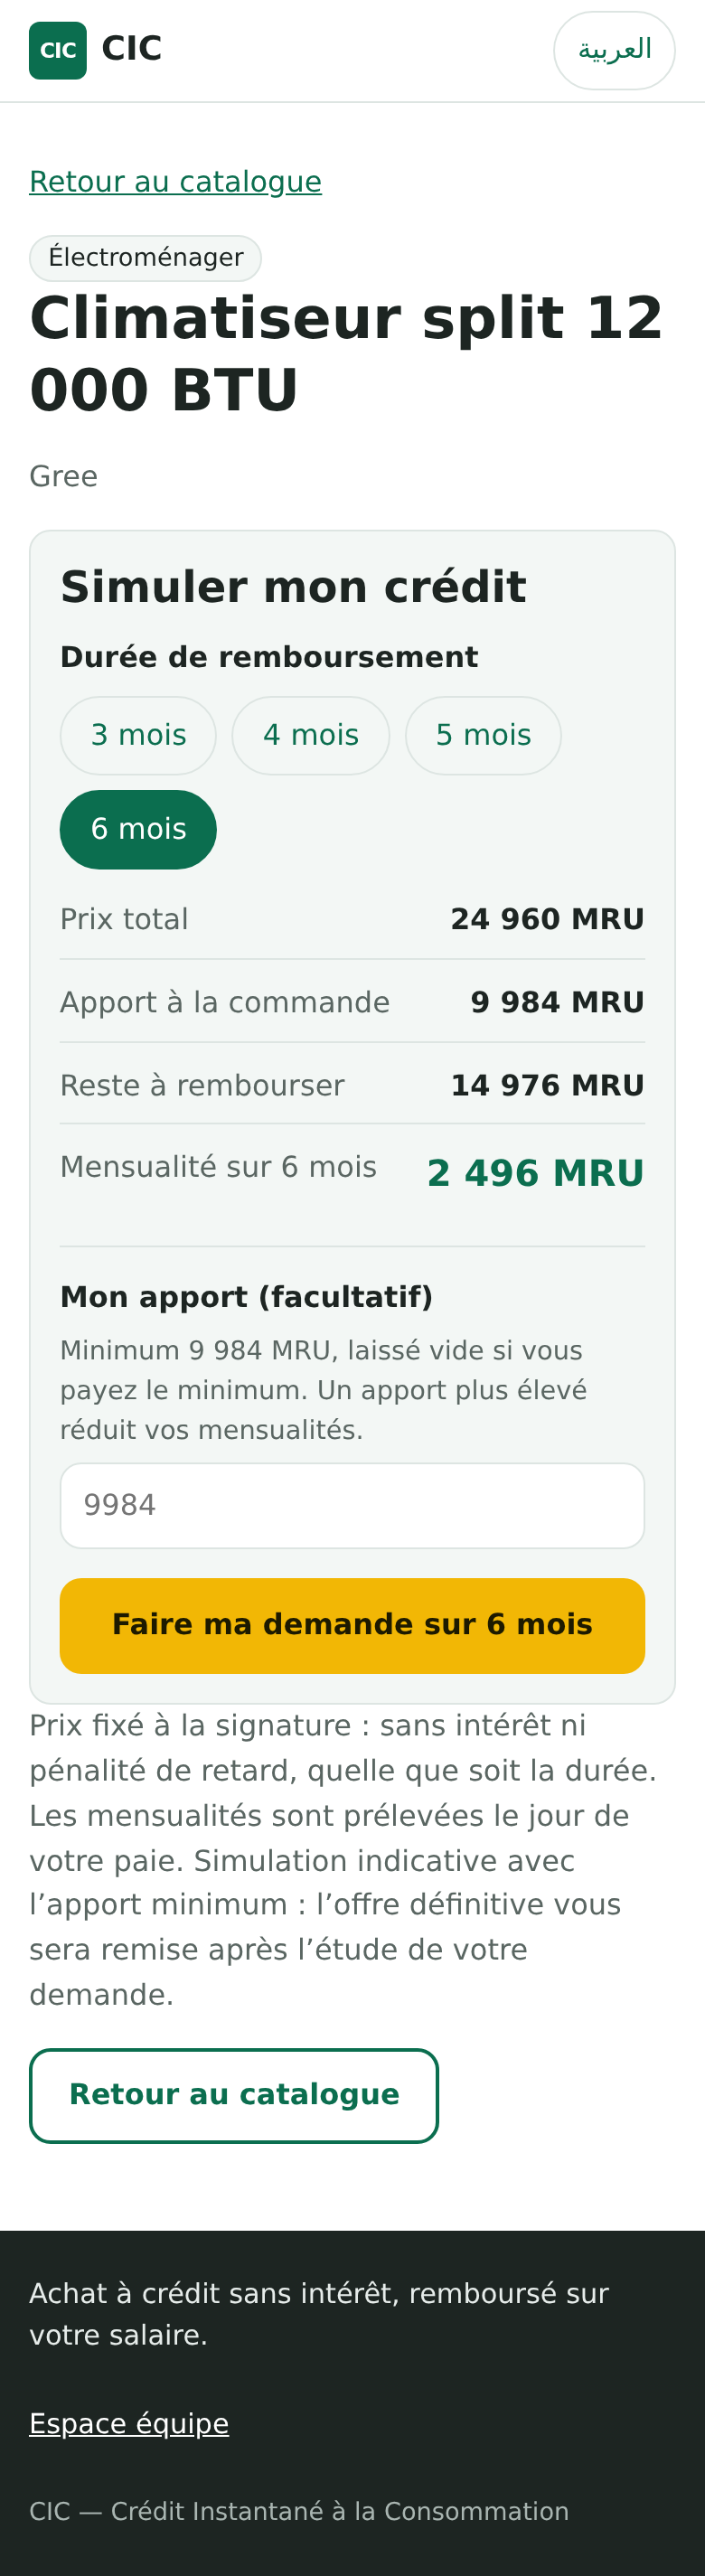 CIC CIC العربية
Retour au catalogue
Électroménager
Climatiseur split 12
000 BTU
Gree
Simuler mon crédit
Durée de remboursement
3 mois 4 mois 5 mois
6 mois
Prix total 24 960 MRU
Apport à la commande 9 984 MRU
Reste à rembourser 14 976 MRU
Mensualité sur 6 mois 2 496 MRU
Mon apport (facultatif)
Minimum 9 984 MRU, laissé vide si vous
payez le minimum. Un apport plus élevé
réduit vos mensualités.
9984
Faire ma demande sur 6 mois
Prix fixé à la signature : sans intérêt ni
pénalité de retard, quelle que soit la durée.
Les mensualités sont prélevées le jour de
votre paie. Simulation indicative avec
l’apport minimum : l’offre définitive vous
sera remise après l’étude de votre
demande.
Retour au catalogue
Achat à crédit sans intérêt, remboursé sur
votre salaire.
Espace équipe
CIC — Crédit Instantané à la Consommation